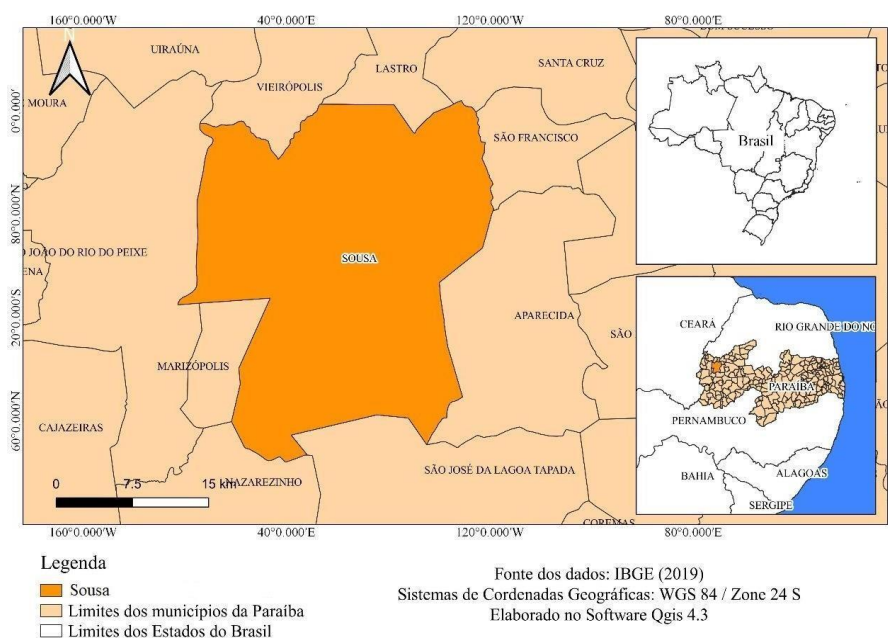 160°0.000'W 40°0.000'E 120°0.000'W 80°0.000'E
N
UIRAÚNA
LASTRO
SANTA CRUZ
VIEIRÓPOLIS
MOURA
0°0.000'
SÃO FRANCISCO
Brasil
80°0.000'N
JOÃO DO RIO DO PEIXE
SOUSA
ENA
20°0.000'S
APARECIDA
SÃO
CEARÁ
RIO GRANDE DO NO
MARIZÓPOLIS
PARAÍBA
60°0.000'N
CAJAZEIRAS
PERNAMBUCO
SÃO JOSÉ DA LAGOA TAPADA
BAHIA
ALAGOAS
NAZAREZINHO
SERGIPE
0 7.5 15 km
COREMAS
160°0.000'W 40°0.000'E 120°0.000'W 80°0.000'E
Legenda
Sousa
Limites dos municípios da Paraíba
Limites dos Estados do Brasil
Fonte dos dados: IBGE (2019)
Sistemas de Cordenadas Geográficas: WGS 84 / Zone 24 S
Elaborado no Software Qgis 4.3